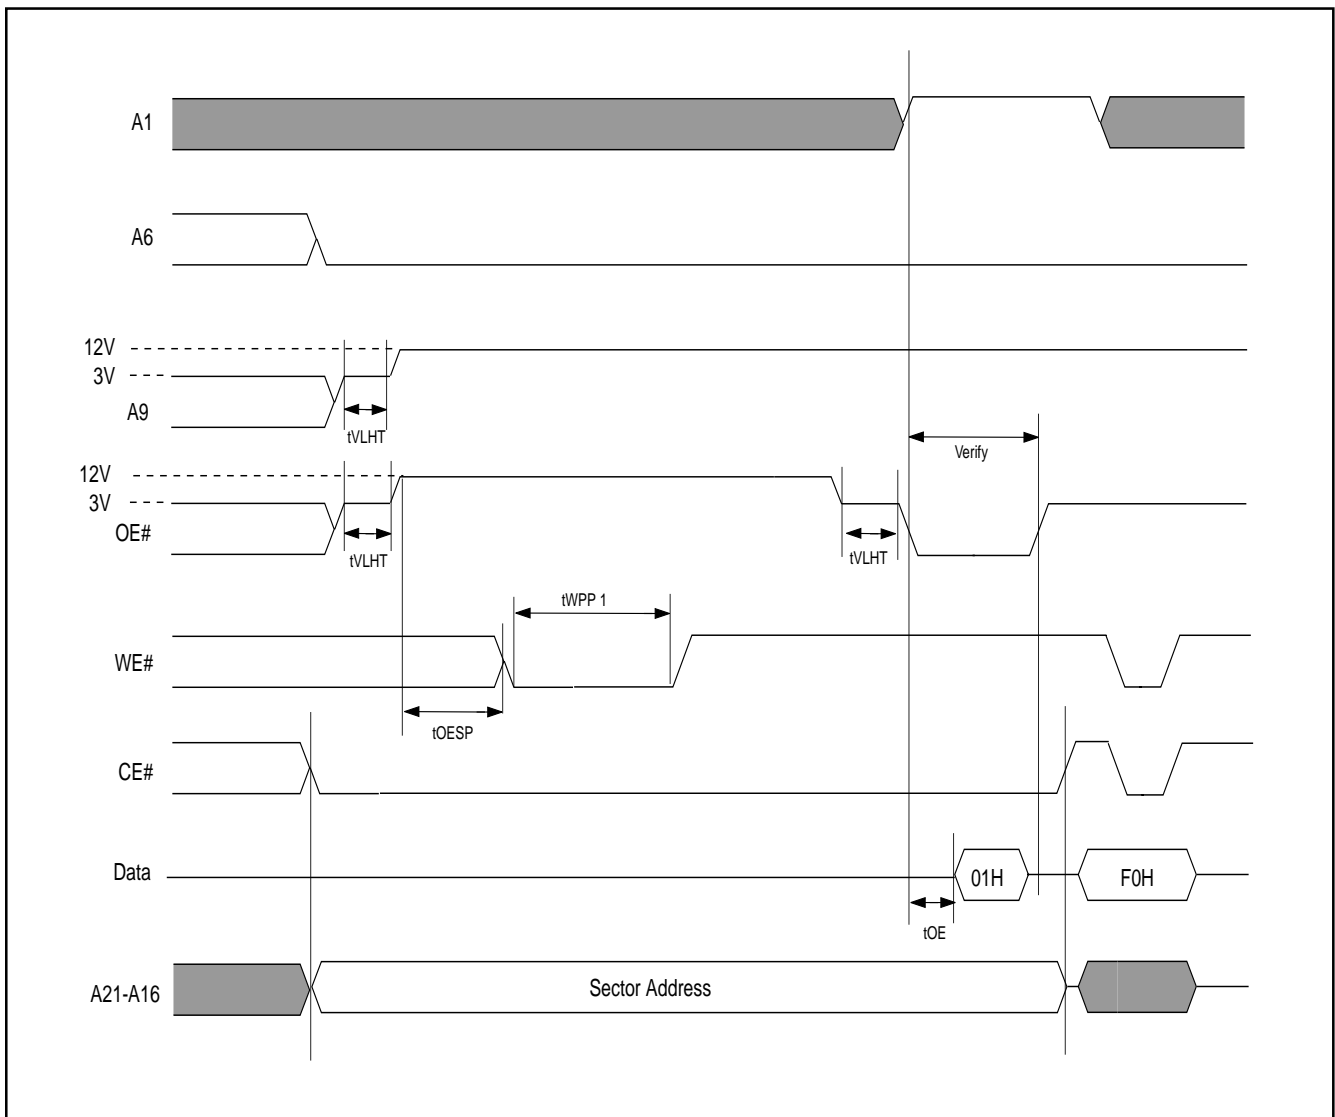 A1
A6
12V
3V
A9
tVLHT
Verify
12V
3V
OE#
tVLHT
tVLHT
tWPP 1
WE#
tOESP
CE#
Data
01H
F0H
tOE
A21-A16
Sector Address